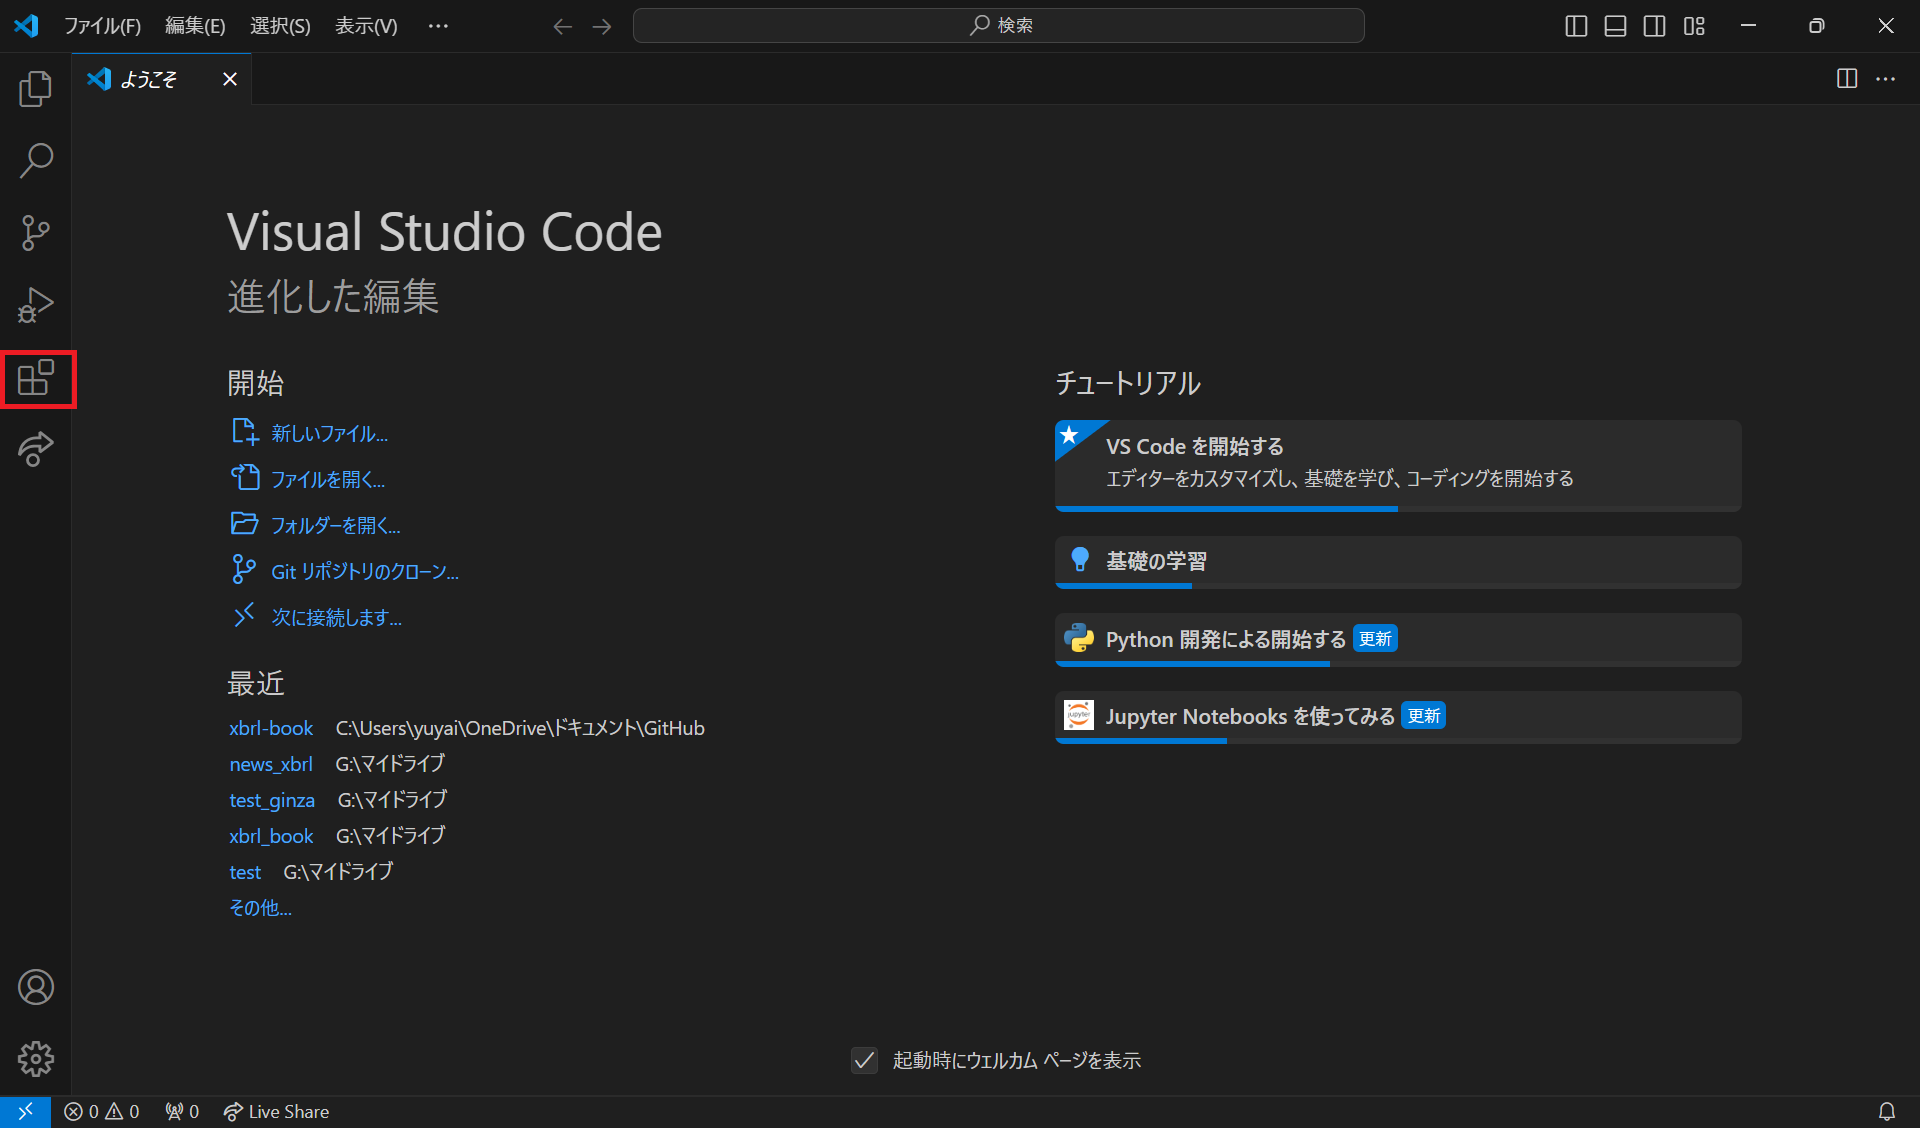 ファイル(F) 編集(E) 選択(S) 表示(V) ··· 検索
ようこそ
Visual Studio Code
進化した編集
開始
新しいファイル...
ファイルを開く...
フォルダーを開く...
Git リポジトリのクローン...
次に接続します...
最近
xbrl-book C:\Users\yuyai\OneDrive\ドキュメント\GitHub
news_xbrl G:\マイドライブ
test_ginza G:\マイドライブ
xbrl_book G:\マイドライブ
test G:\マイドライブ
その他...
チュートリアル
VS Code を開始する
エディターをカスタマイズし、基礎を学び、コーディングを開始する
基礎の学習
Python 開発による開始する 更新
jupyter
Jupyter Notebooks を使ってみる 更新
起動時にウェルカム ページを表示
0 0 0 Live Share